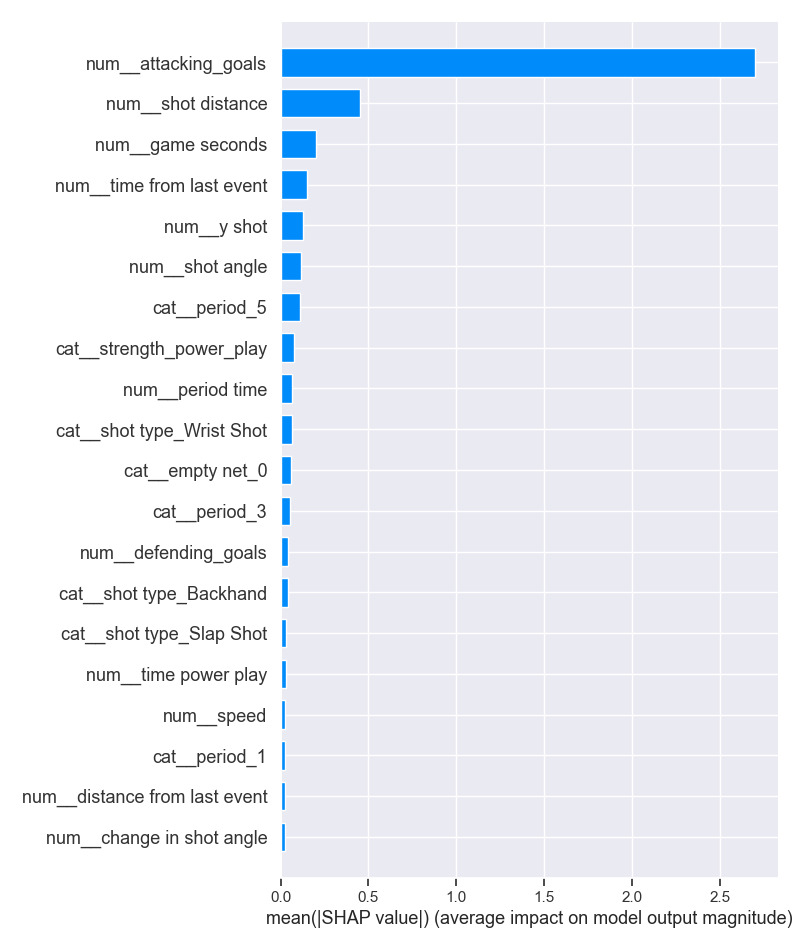 num__attacking_goals
num__shot distance
num__game seconds
num__time from last event
num__y shot
num__shot angle
cat__period_5
cat__strength_power_play
num__period time
cat__shot type_Wrist Shot
cat__empty net_0
cat__period_3
num__defending_goals
cat__shot type_Backhand
cat__shot type_Slap Shot
num__time power play
num__speed
cat__period_1
num__distance from last event
num__change in shot angle
0.0 0.5 1.0 1.5 2.0 2.5
mean(|SHAP value|) (average impact on model output magnitude)